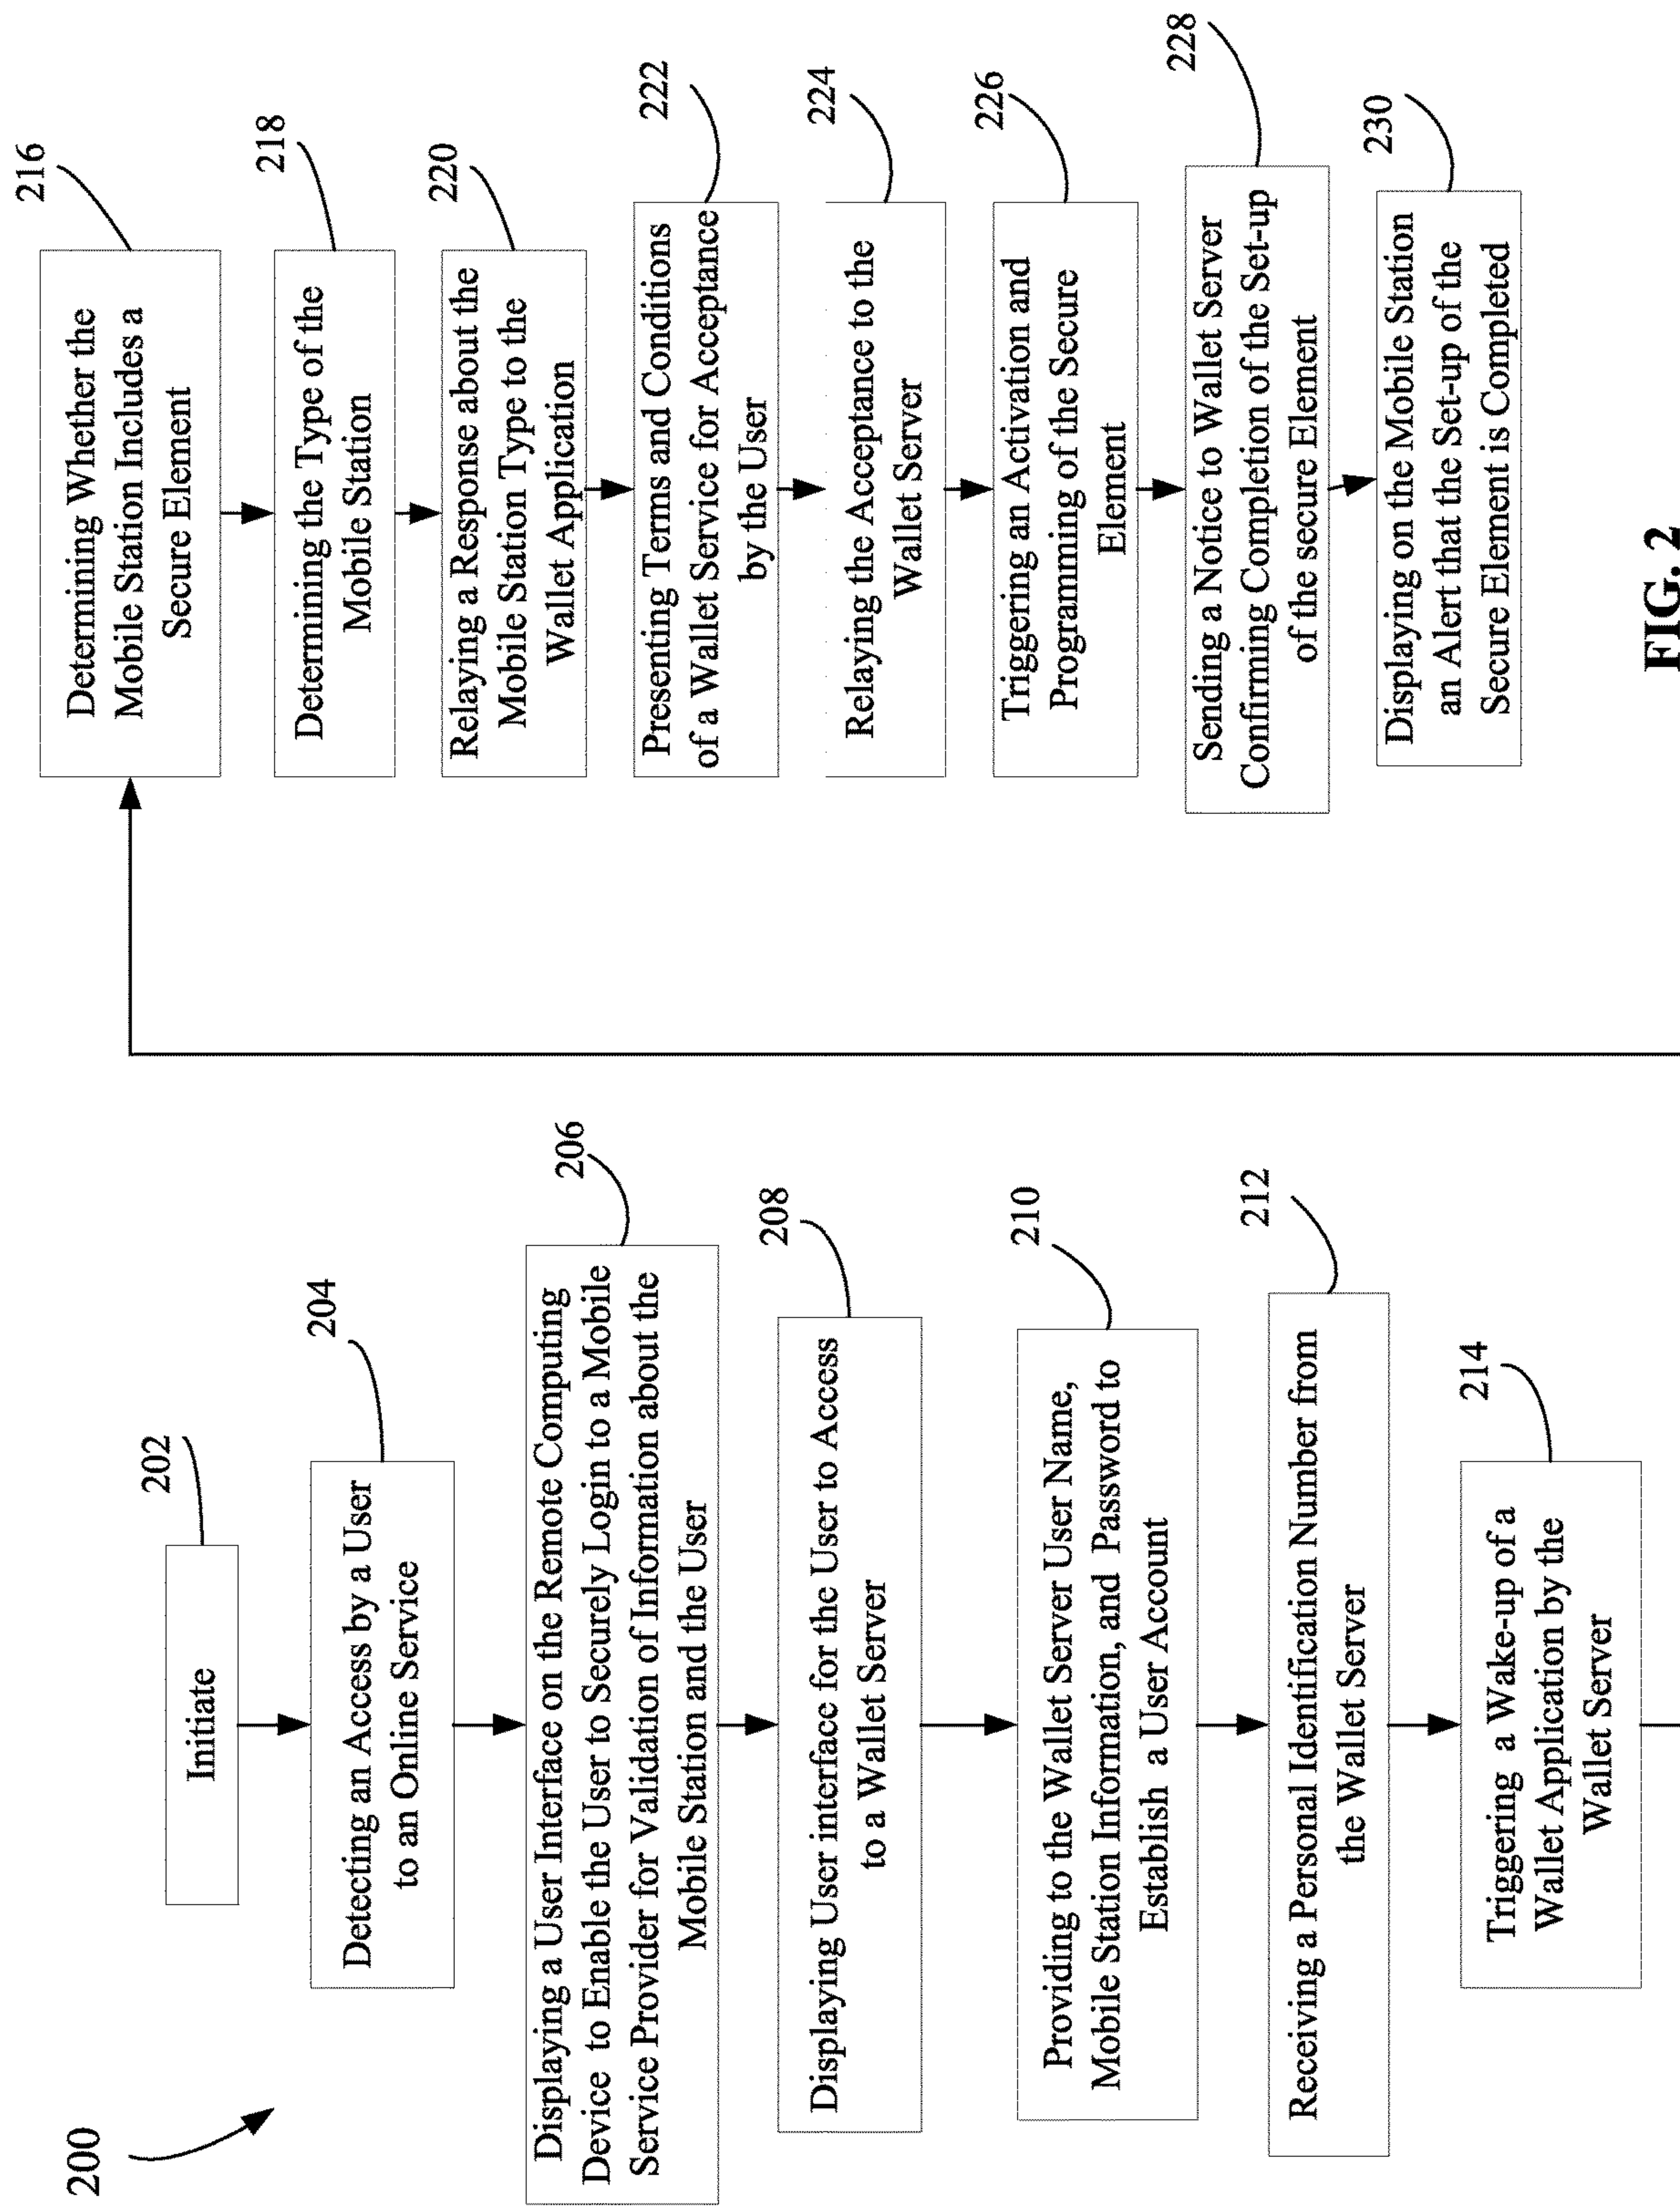 200
202
Initiate
204
Detecting an Access by a User
to an Online Service
206
Displaying a User Interface on the Remote Computing
Device to Enable the User to Securely Login to a Mobile
Service Provider for Validation of Information about the
Mobile Station and the User
208
Displaying User interface for the User to Access
to a Wallet Server
210
Providing to the Wallet Server User Name,
Mobile Station Information, and Password to
Establish a User Account
212
Receiving a Personal Identification Number from
the Wallet Server
214
Triggering a Wake-up of a
Wallet Application by the
Wallet Server
216
Determining Whether the
Mobile Station Includes a
Secure Element
218
Determining the Type of the
Mobile Station
220
Relaying a Response about the
Mobile Station Type to the
Wallet Application
222
Presenting Terms and Conditions
of a Wallet Service for Acceptance
by the User
224
Relaying the Acceptance to the
Wallet Server
226
Triggering an Activation and
Programming of the Secure
Element
228
Sending a Notice to Wallet Server
Confirming Completion of the Set-up
of the secure Element
230
Displaying on the Mobile Station
an Alert that the Set-up of the
Secure Element is Completed
FIG. 2